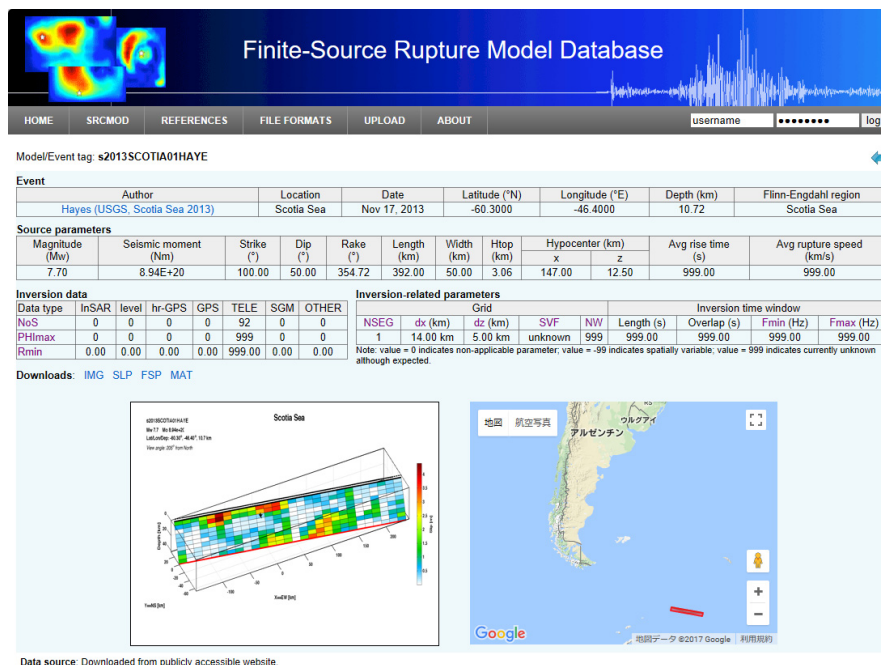 Finite-Source Rupture Model Database
HOME SRCMOD REFERENCES FILE FORMATS UPLOAD ABOUT username log
Model/Event tag: s2013SCOTIA01HAYE
Event
Author Location Date Latitude (°N) Longitude (°E) Depth (km) Flinn-Engdahl region
Hayes (USGS, Scotia Sea 2013) Scotia Sea Nov 17, 2013 -60.3000 -46.4000 10.72 Scotia Sea
Source parameters
Magnitude (Mw) Seismic moment (Nm) Strike (°) Dip (°) Rake (°) Length (km) Width (km) Htop (km) Hypocenter (km) x z Avg rise time (s) Avg rupture speed (km/s)
7.70 8.94E+20 100.00 50.00 354.72 392.00 50.00 3.06 147.00 12.50 999.00 999.00
Inversion data
Data type InSAR level hr-GPS GPS TELE SGM OTHER
NoS 0 0 0 0 92 0 0
PHImax 0 0 0 0 999 0 0
Rmin 0.00 0.00 0.00 0.00 999.00 0.00 0.00
Inversion-related parameters
Grid Inversion time window
NSEG dx (km) dz (km) SVF NW Length (s) Overlap (s) Fmin (Hz) Fmax (Hz)
1 14.00 km 5.00 km unknown 999 999.00 999.00 999.00 999.00
Note: value = 0 indicates non-applicable parameter; value = -99 indicates spatially variable; value = 999 indicates currently unknown
although expected.
Downloads: IMG SLP FSP MAT
s2013SCOTIA01HAYE
Scotia Sea
地図 航空写真
ウルグアイ
アルゼンチン
Google
地図データ ©2017 Google 利用規約
Data source: Downloaded from publicly accessible website.